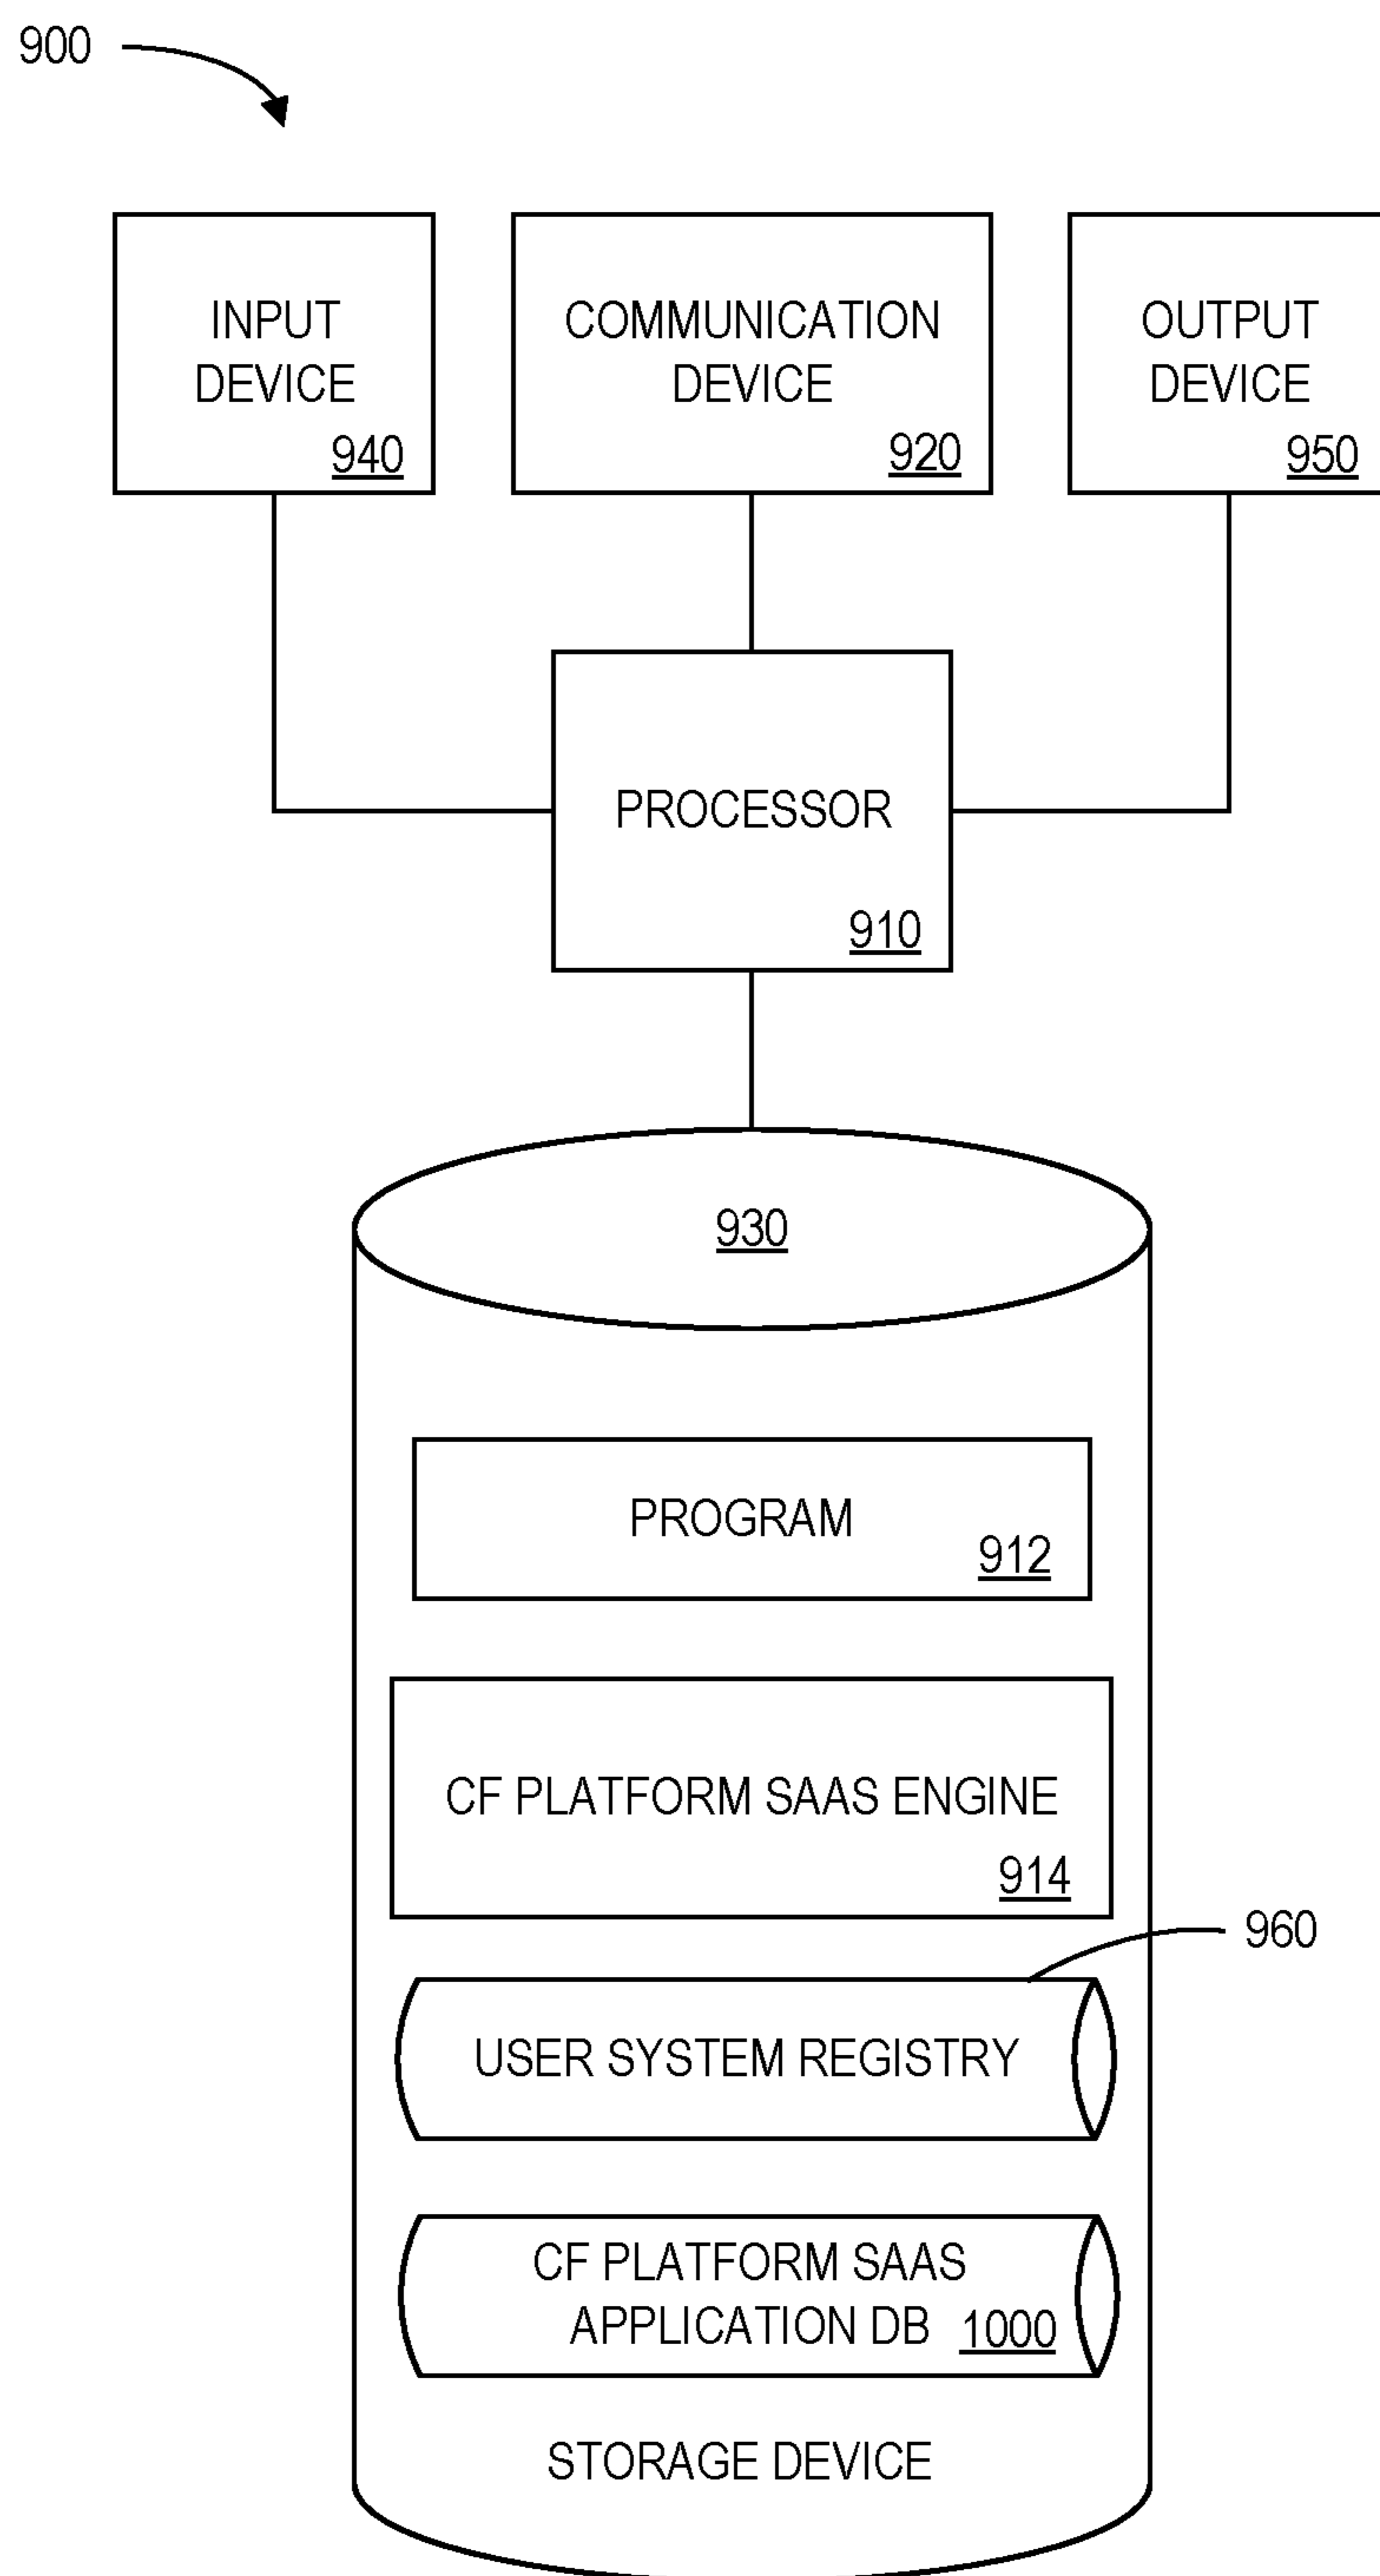 900
INPUT
DEVICE
940
COMMUNICATION
DEVICE
920
OUTPUT
DEVICE
950
PROCESSOR
910
930
PROGRAM
912
CF PLATFORM SAAS ENGINE
914
960
USER SYSTEM REGISTRY
CF PLATFORM SAAS
APPLICATION DB 1000
STORAGE DEVICE